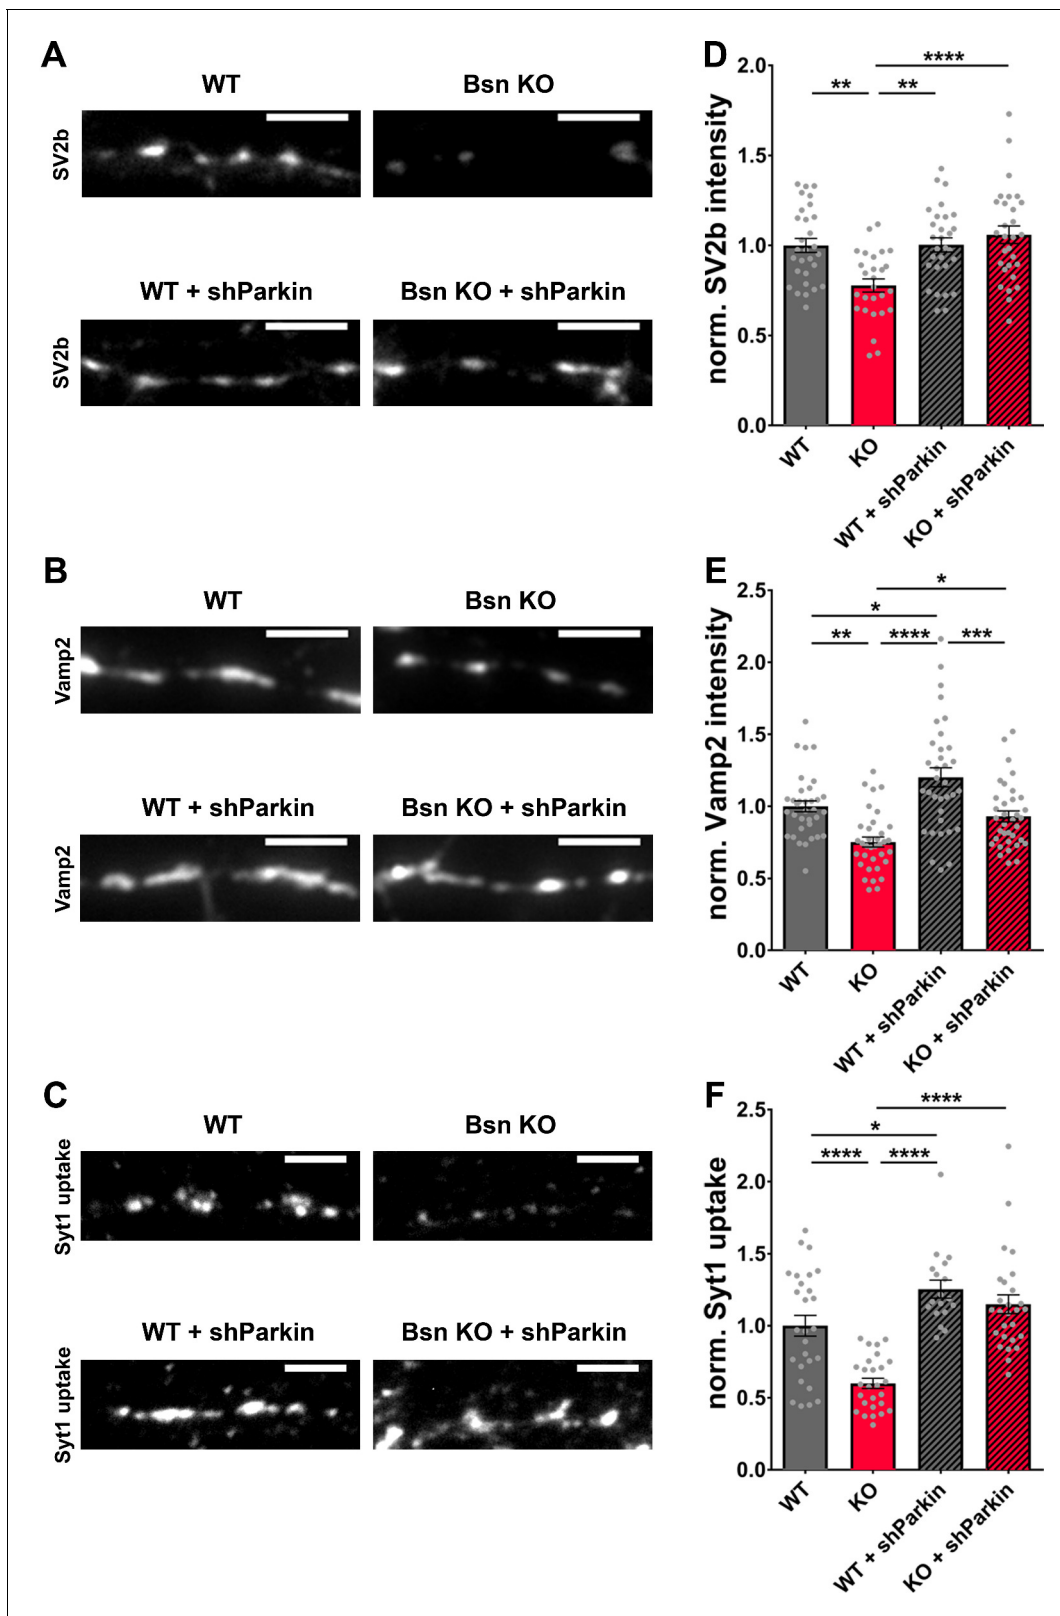 A
WT
Bsn KO
SV2b
WT + shParkin
Bsn KO + shParkin
SV2b
D
norm. SV2b intensity
2.0
1.5
1.0
0.5
0.0
**
**
****
WT
KO
WT + shParkin
KO + shParkin
B
WT
Bsn KO
Vamp2
WT + shParkin
Bsn KO + shParkin
Vamp2
E
norm. Vamp2 intensity
2.5
2.0
1.5
1.0
0.5
0.0
*
*
**
****
***
WT
KO
WT + shParkin
KO + shParkin
C
WT
Bsn KO
Syt1 uptake
WT + shParkin
Bsn KO + shParkin
Syt1 uptake
F
norm. Syt1 uptake
2.5
2.0
1.5
1.0
0.5
0.0
****
*
****
****
WT
KO
WT + shParkin
KO + shParkin